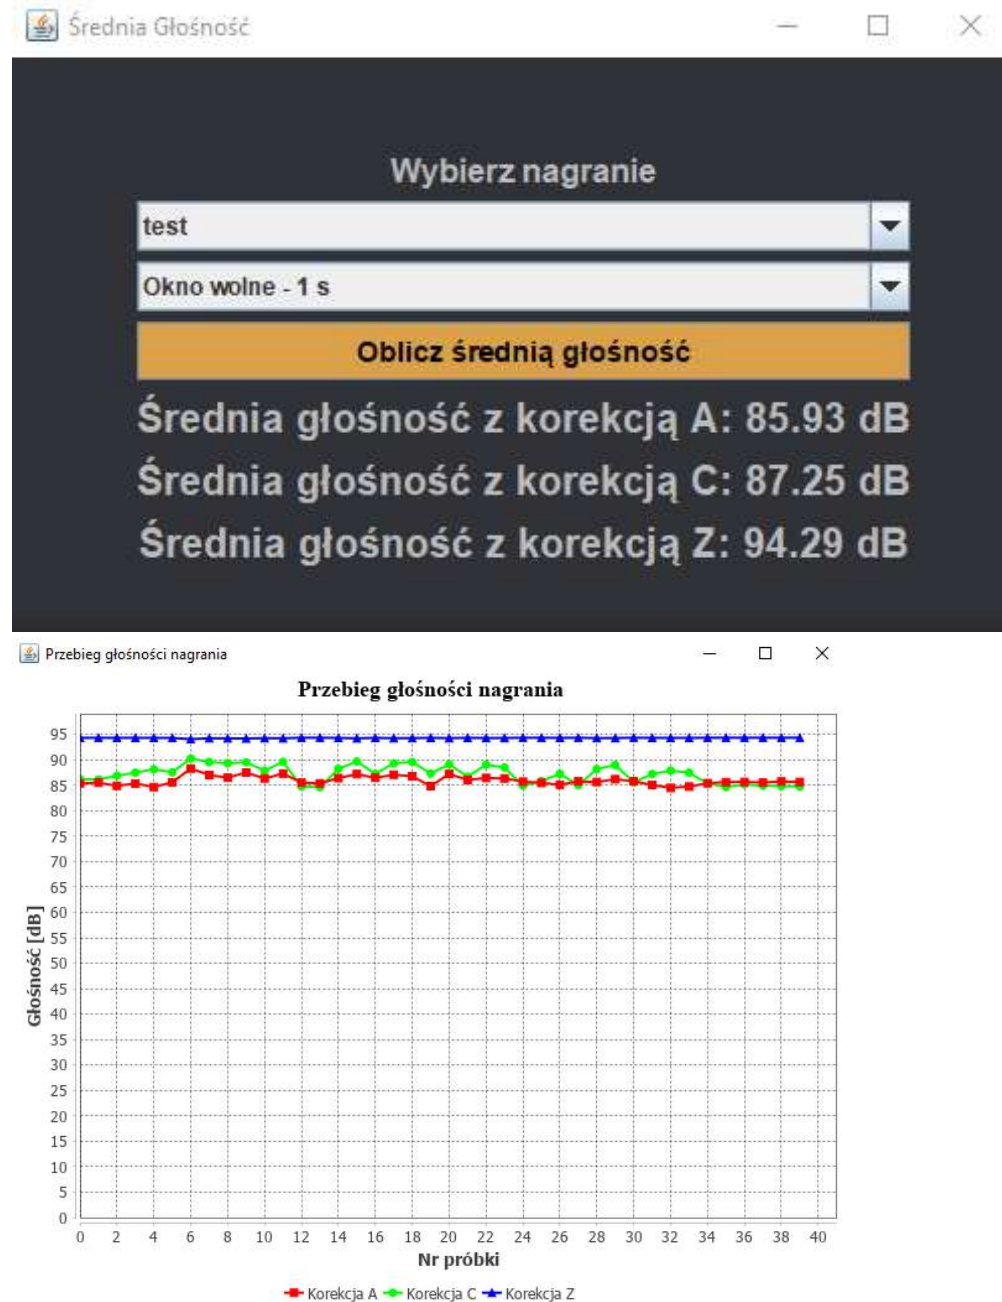 Średnia Głośność
Wybierz nagranie
test
Okno wolne - 1 s
Oblicz średnią głośność
Średnia głośność z korekcją A: 85.93 dB
Średnia głośność z korekcją C: 87.25 dB
Średnia głośność z korekcją Z: 94.29 dB
Przebieg głośności nagrania
Przebieg głośności nagrania
95
90
85
80
75
70
65
60
55
50
45
40
35
30
25
20
15
10
5
0
Głośność [dB]
0 2 4 6 8 10 12 14 16 18 20 22 24 26 28 30 32 34 36 38 40
Nr próbki
Korekcja A Korekcja C Korekcja Z